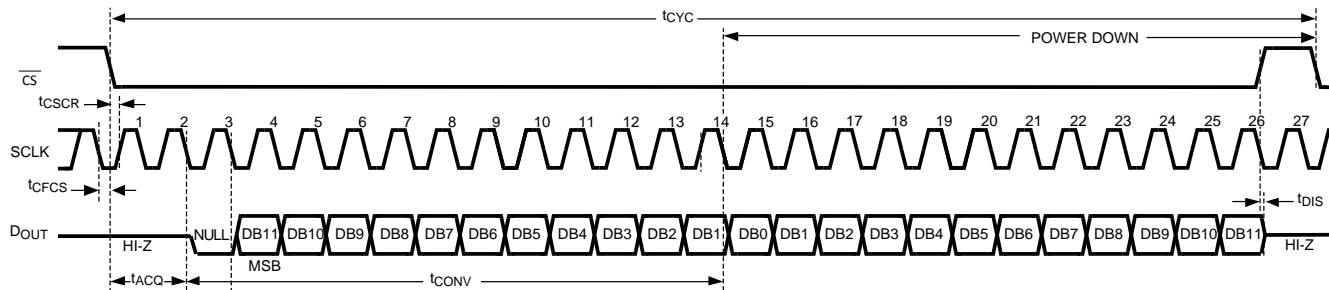 tCYC
POWER DOWN
CS
tCSCR
1 2 3 4 5 6 7 8 9 10 11 12 13 14 15 16 17 18 19 20 21 22 23 24 25 26 27
SCLK
tCFCS
tDIS
DOUT
HI-Z NULL DB11 DB10 DB9 DB8 DB7 DB6 DB5 DB4 DB3 DB2 DB1 DB0 DB1 DB2 DB3 DB4 DB5 DB6 DB7 DB8 DB9 DB10 DB11 HI-Z
MSB
tACQ tCONV